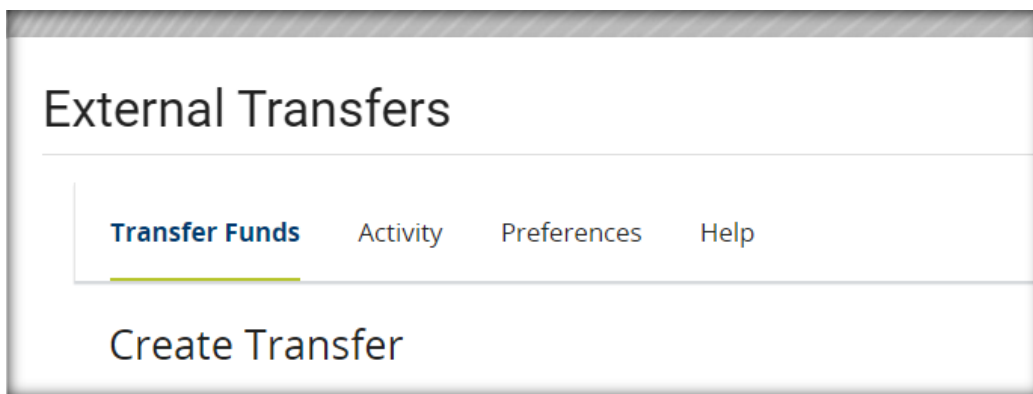 External Transfers
Transfer Funds Activity Preferences Help
Create Transfer